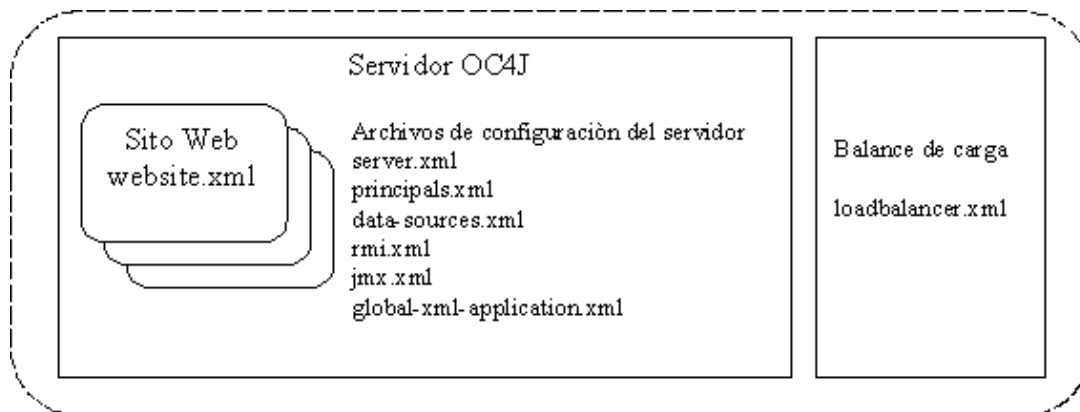 Servidor OC4J
Sito Web
website.xml
Archivos de configuraciòn del servidor
server.xml
principals.xml
data-sources.xml
rmi.xml
jmx.xml
global-xml-application.xml
Balance de carga
loadbalancer.xml